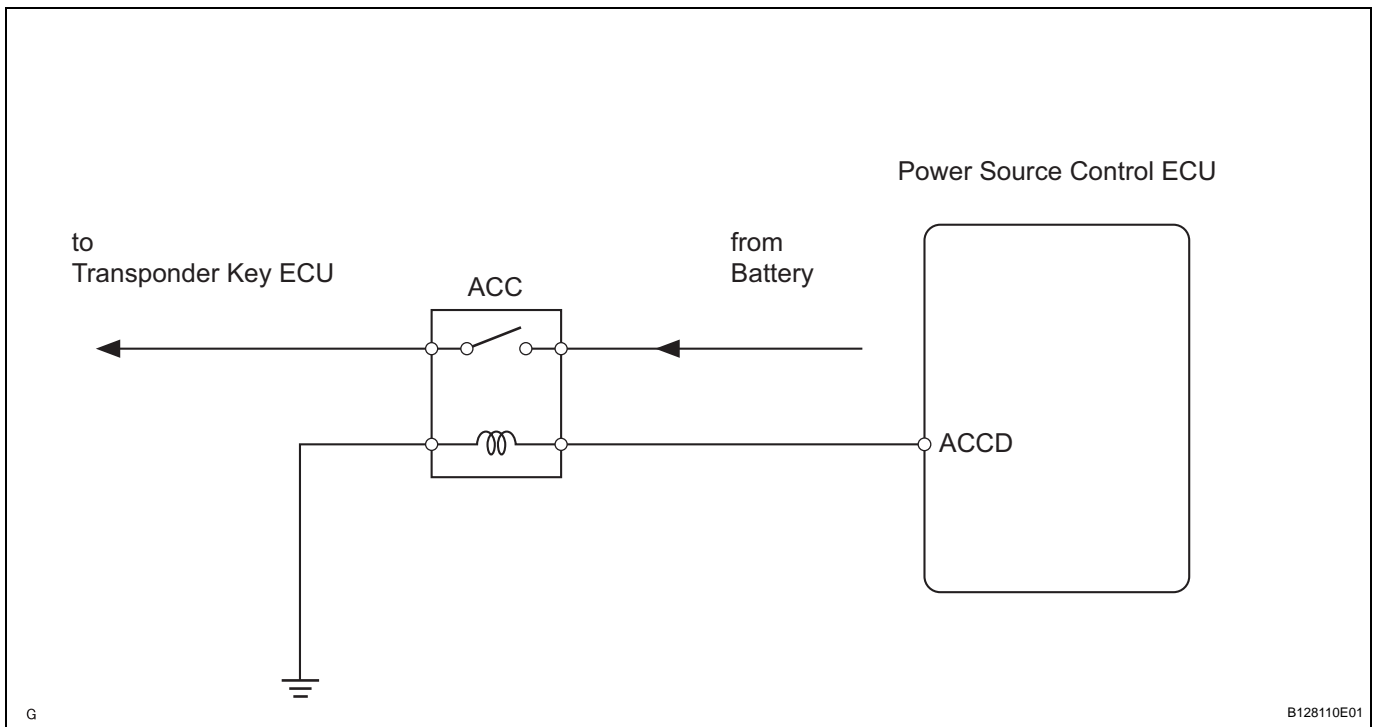 Power Source Control ECU
to
Transponder Key ECU
from
Battery
ACC
ACCD
G
B128110E01